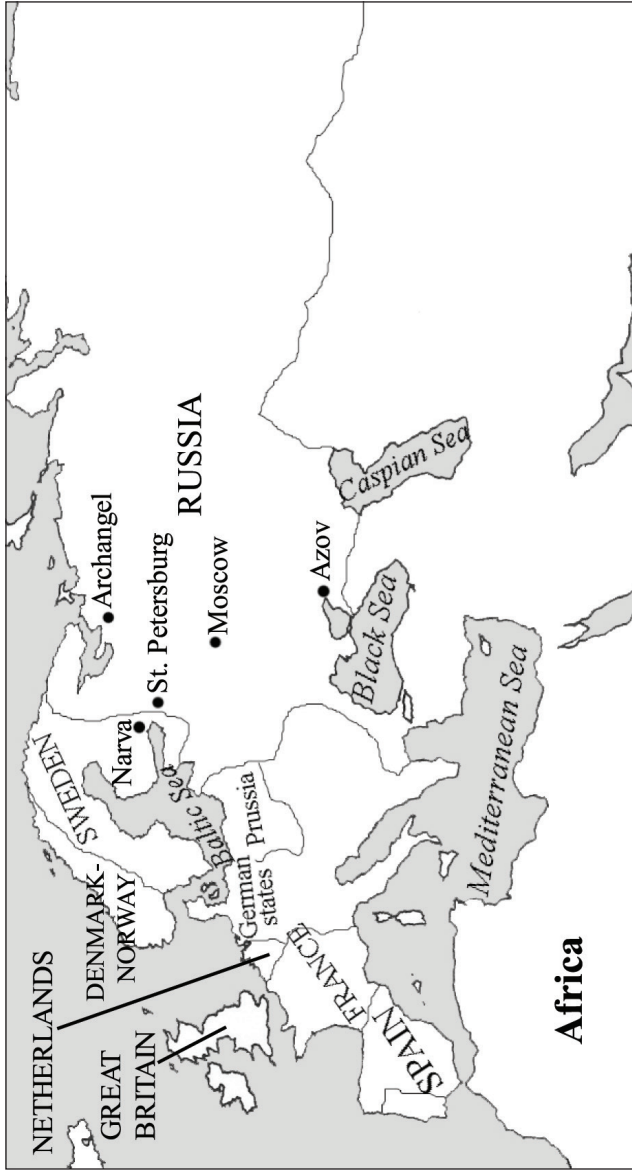 NETHERLANDS
DENMARK-
NORWAY
GREAT
BRITAIN
SWEDEN
Narva
Archangel
St. Petersburg
Moscow
RUSSIA
Azov
Baltic Sea
German
states
Prussia
FRANCE
SPAIN
Black Sea
Caspian Sea
Mediterranean Sea
Africa